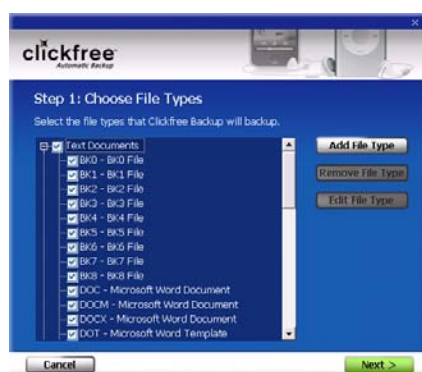 clickfree
Automatic Backup
Step 1: Choose File Types
Select the file types that Clickfree Backup will backup.
Text Documents
BK0 - BK0 File
BK1 - BK1 File
BK2 - BK2 File
BK3 - BK3 File
BK4 - BK4 File
BK5 - BK5 File
BK6 - BK6 File
BK7 - BK7 File
BK8 - BK8 File
DOC - Microsoft Word Document
DOCM - Microsoft Word Document
DOCX - Microsoft Word Document
DOT - Microsoft Word Template
Add File Type
Remove File Type
Edit File Type
Cancel
Next >